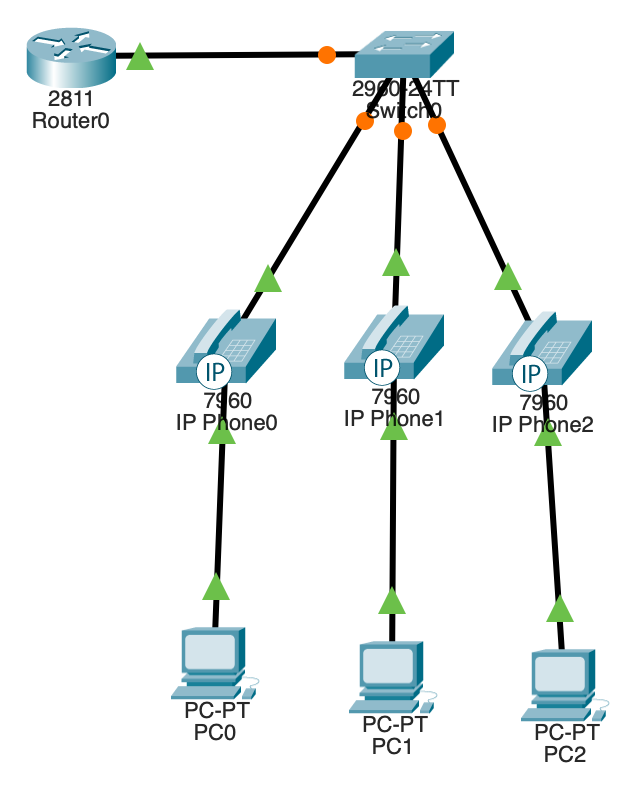 2811
Router0
2960-24TT
Switch0
IP
7960
IP Phone0
IP
7960
IP Phone1
IP
7960
IP Phone2
PC-PT
PC0
PC-PT
PC1
PC-PT
PC2